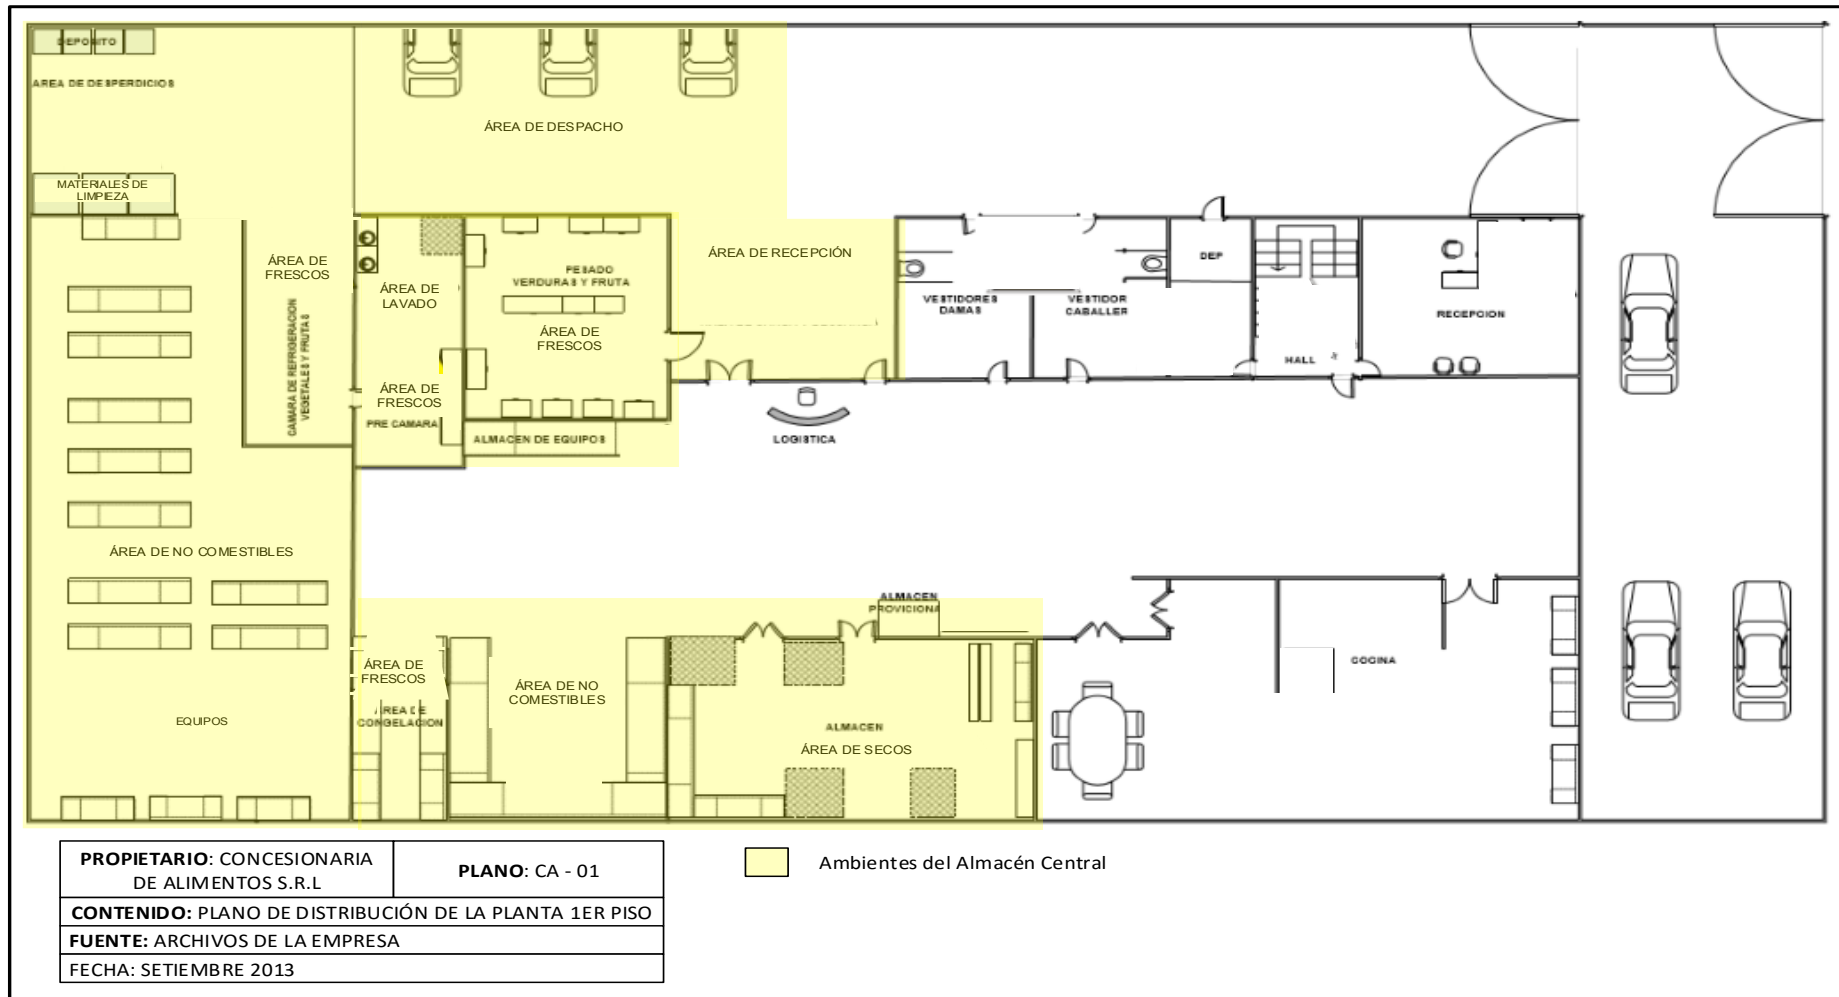 DEPOSITO
AREA DE DESPERDICIOS
ÁREA DE DESPACHO
MATERIALES DE
LIMPIEZA
ÁREA DE
FRESCOS
CAMARA DE REFRIGERACION
VEGETALES Y FRUTAS
ÁREA DE
LAVADO
PESADO
VERDURAS Y FRUTA
ÁREA DE
FRESCOS
ÁREA DE RECEPCIÓN
ÁREA DE
FRESCOS
PRE CAMARA
ALMACEN DE EQUIPOS
VESTIDORES
DAMAS
VESTIDOR
CABALLER
DEP
HALL
RECEPCION
LOGISTICA
ÁREA DE NO COMESTIBLES
EQUIPOS
ÁREA DE
FRESCOS
AREA DE
CONGELACION
ÁREA DE NO
COMESTIBLES
ALMACEN
PROVICIONA
ALMACEN
ÁREA DE SECOS
COCINA
PROPIETARIO: CONCESIONARIA
DE ALIMENTOS S.R.L
PLANO: CA - 01
CONTENIDO: PLANO DE DISTRIBUCIÓN DE LA PLANTA 1ER PISO
FUENTE: ARCHIVOS DE LA EMPRESA
FECHA: SETIEMBRE 2013
Ambientes del Almacén Central